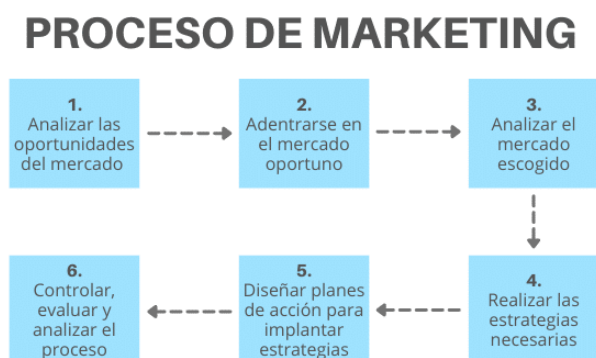 PROCESO DE MARKETING
1.
Analizar las
oportunidades
del mercado
2.
Adentrarse en
el mercado
oportuno
3.
Analizar el
mercado
escogido
4.
Realizar las
estrategias
necesarias
5.
Diseñar planes
de acción para
implantar
estrategias
6.
Controlar,
evaluar y
analizar el
proceso